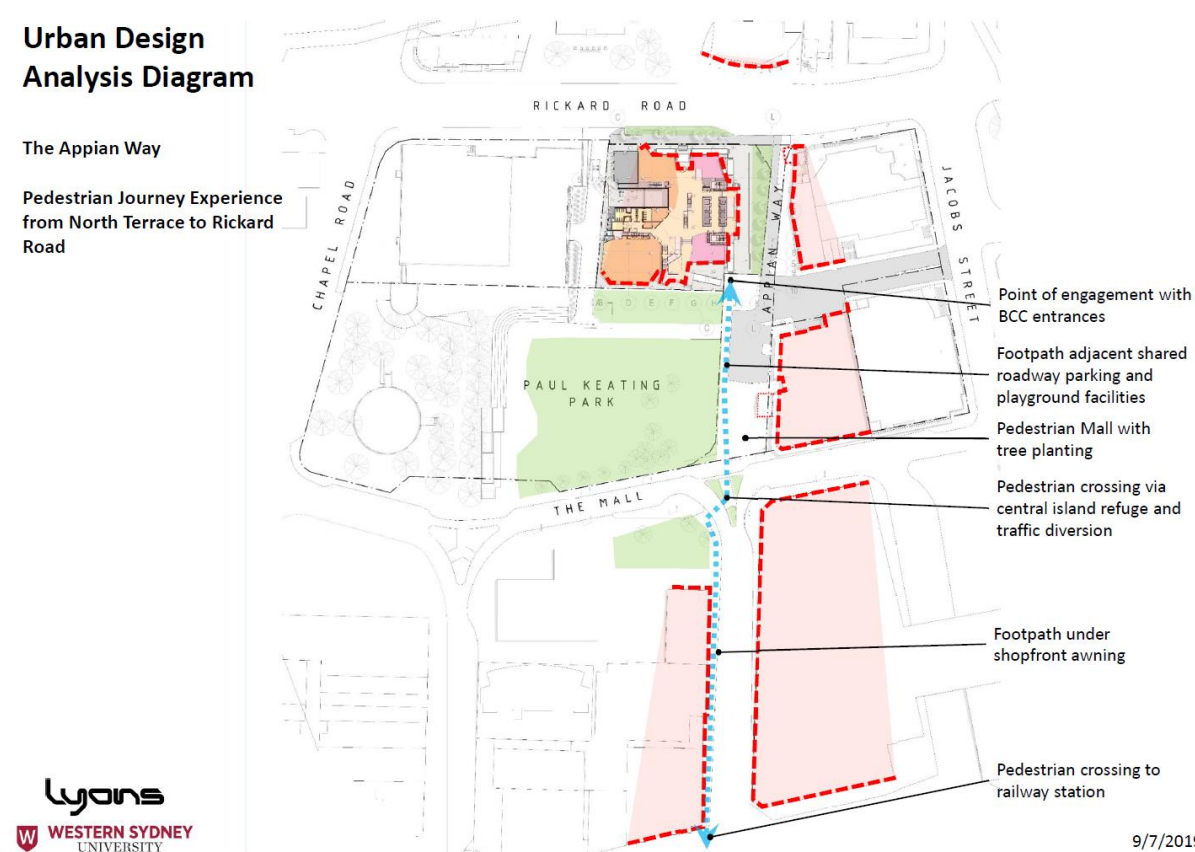 Urban Design
Analysis Diagram
The Appian Way
Pedestrian Journey Experience
from North Terrace to Rickard
Road
RICKARD ROAD
CHAPEL ROAD
APPIAN WAY
JACOBS STREET
G
L
D E F G H
C
L
PAUL KEATING
PARK
THE MALL
Point of engagement with
BCC entrances
Footpath adjacent shared
roadway parking and
playground facilities
Pedestrian Mall with
tree planting
Pedestrian crossing via
central island refuge and
traffic diversion
Footpath under
shopfront awning
Pedestrian crossing to
railway station
Lyons
W WESTERN SYDNEY
UNIVERSITY
9/7/2019